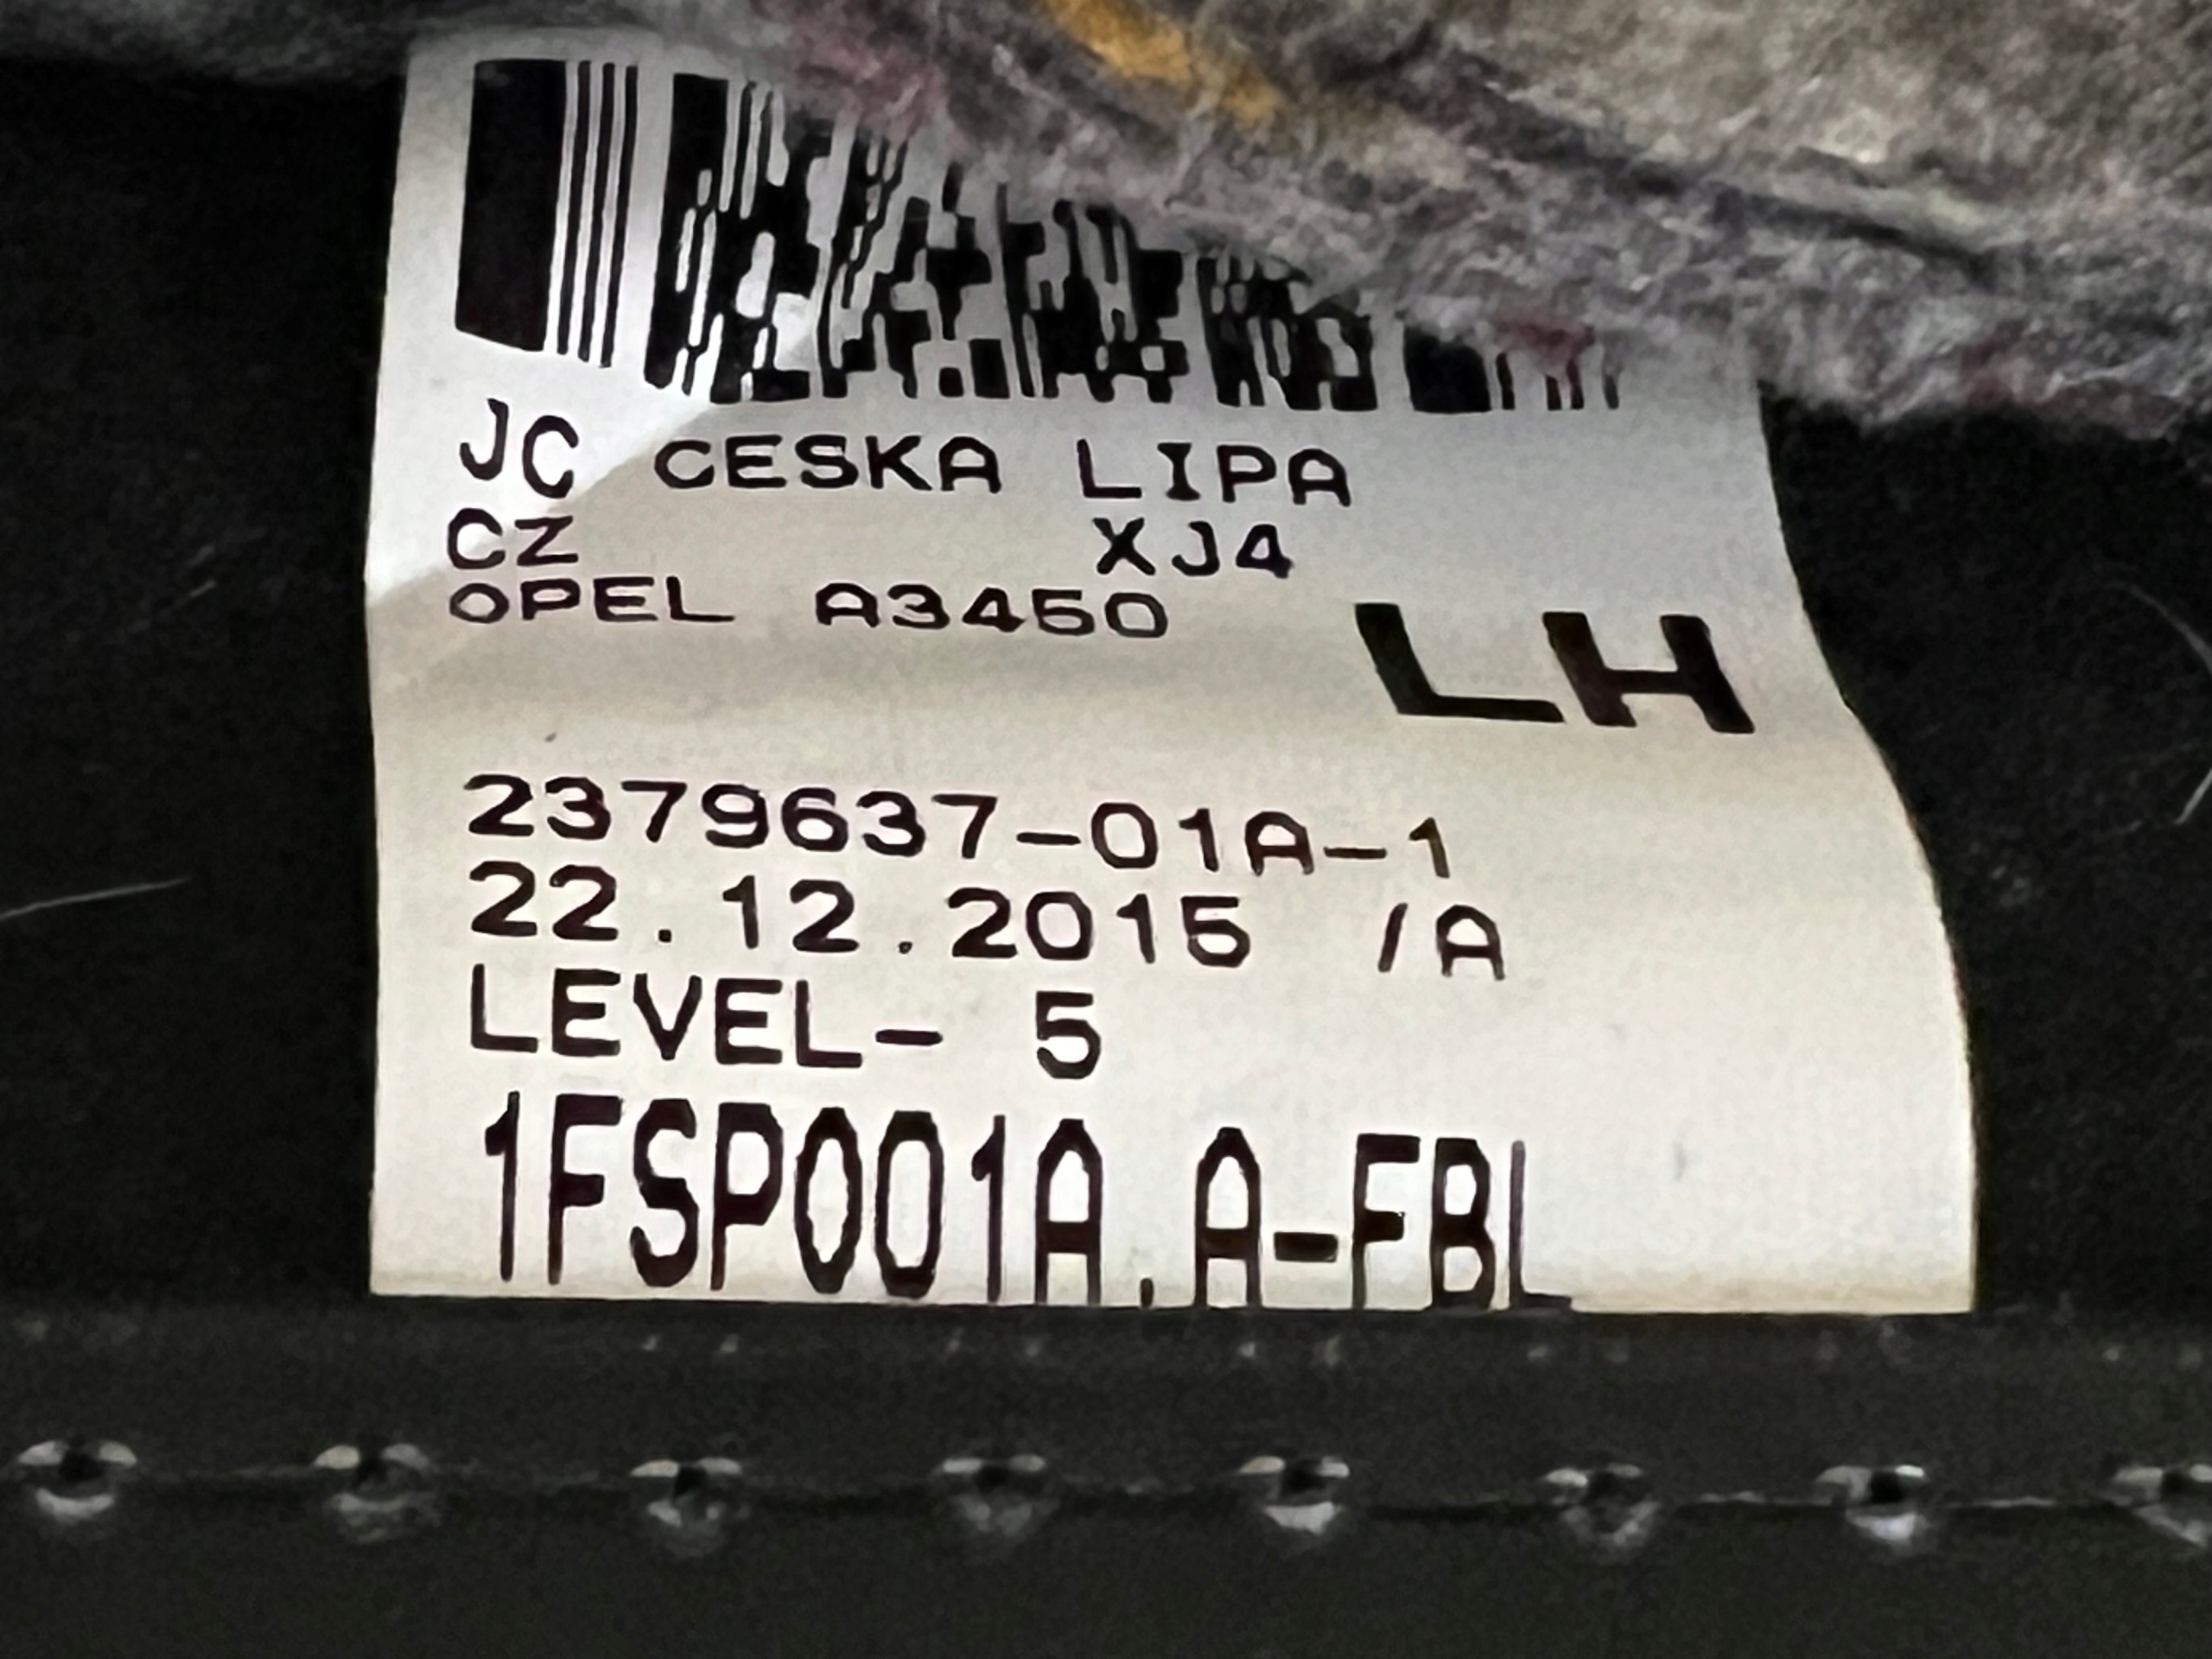 JC CESKA LIPA
CZ XJ4
OPEL A3450
LH
2379637-01A-1
22.12.2015 /A
LEVEL- 5
1FSP001A.A-FBL